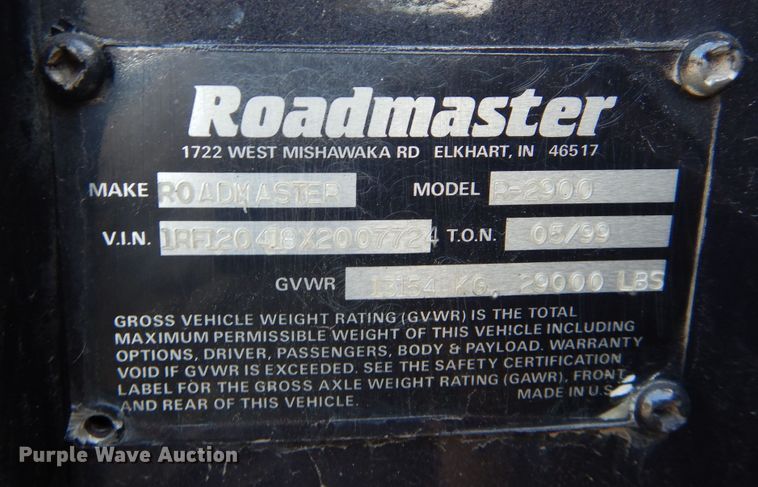 Roadmaster
1722 WEST MISHAWAKA RD ELKHART, IN 46517
MAKE ROADMASTER MODEL R-2900
V.I.N. 1RF120418X2007724 T.O.N. 05/99
GVWR 13154 KG. 29000 LBS
GROSS VEHICLE WEIGHT RATING (GVWR) IS THE TOTAL
MAXIMUM PERMISSIBLE WEIGHT OF THIS VEHICLE INCLUDING
OPTIONS, DRIVER, PASSENGERS, BODY & PAYLOAD. WARRANTY
VOID IF GVWR IS EXCEEDED. SEE THE SAFETY CERTIFICATION
LABEL FOR THE GROSS AXLE WEIGHT RATING (GAWR), FRONT
AND REAR OF THIS VEHICLE. MADE IN U.S.
Purple Wave Auction